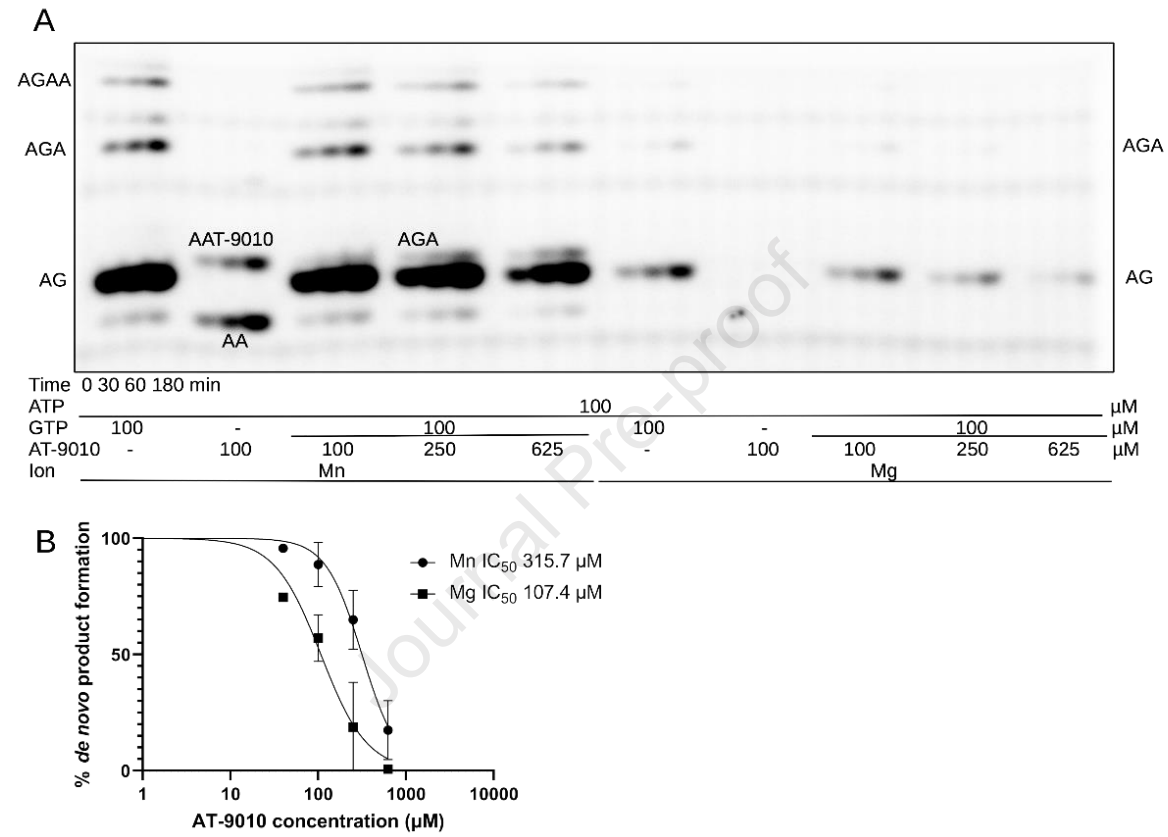 A
AGAA
AGA
AGA
AAT-9010
AGA
AG
AG
AA
Time 0 30 60 180 min
ATP 100 µM
GTP 100 - 100 100 - 100 µM
AT-9010 - 100 100 250 625 - 100 100 250 625 µM
Ion Mn Mg
Journal Pre-proof
B
% de novo product formation
100
50
0
1 10 100 1000 10000
AT-9010 concentration (µM)
Mn IC50 315.7 µM
Mg IC50 107.4 µM